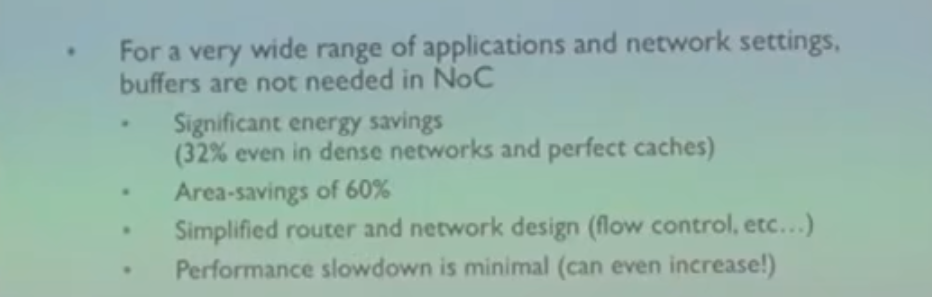 • For a very wide range of applications and network settings,
buffers are not needed in NoC
• Significant energy savings
(32% even in dense networks and perfect caches)
• Area-savings of 60%
• Simplified router and network design (flow control, etc...)
• Performance slowdown is minimal (can even increase!)